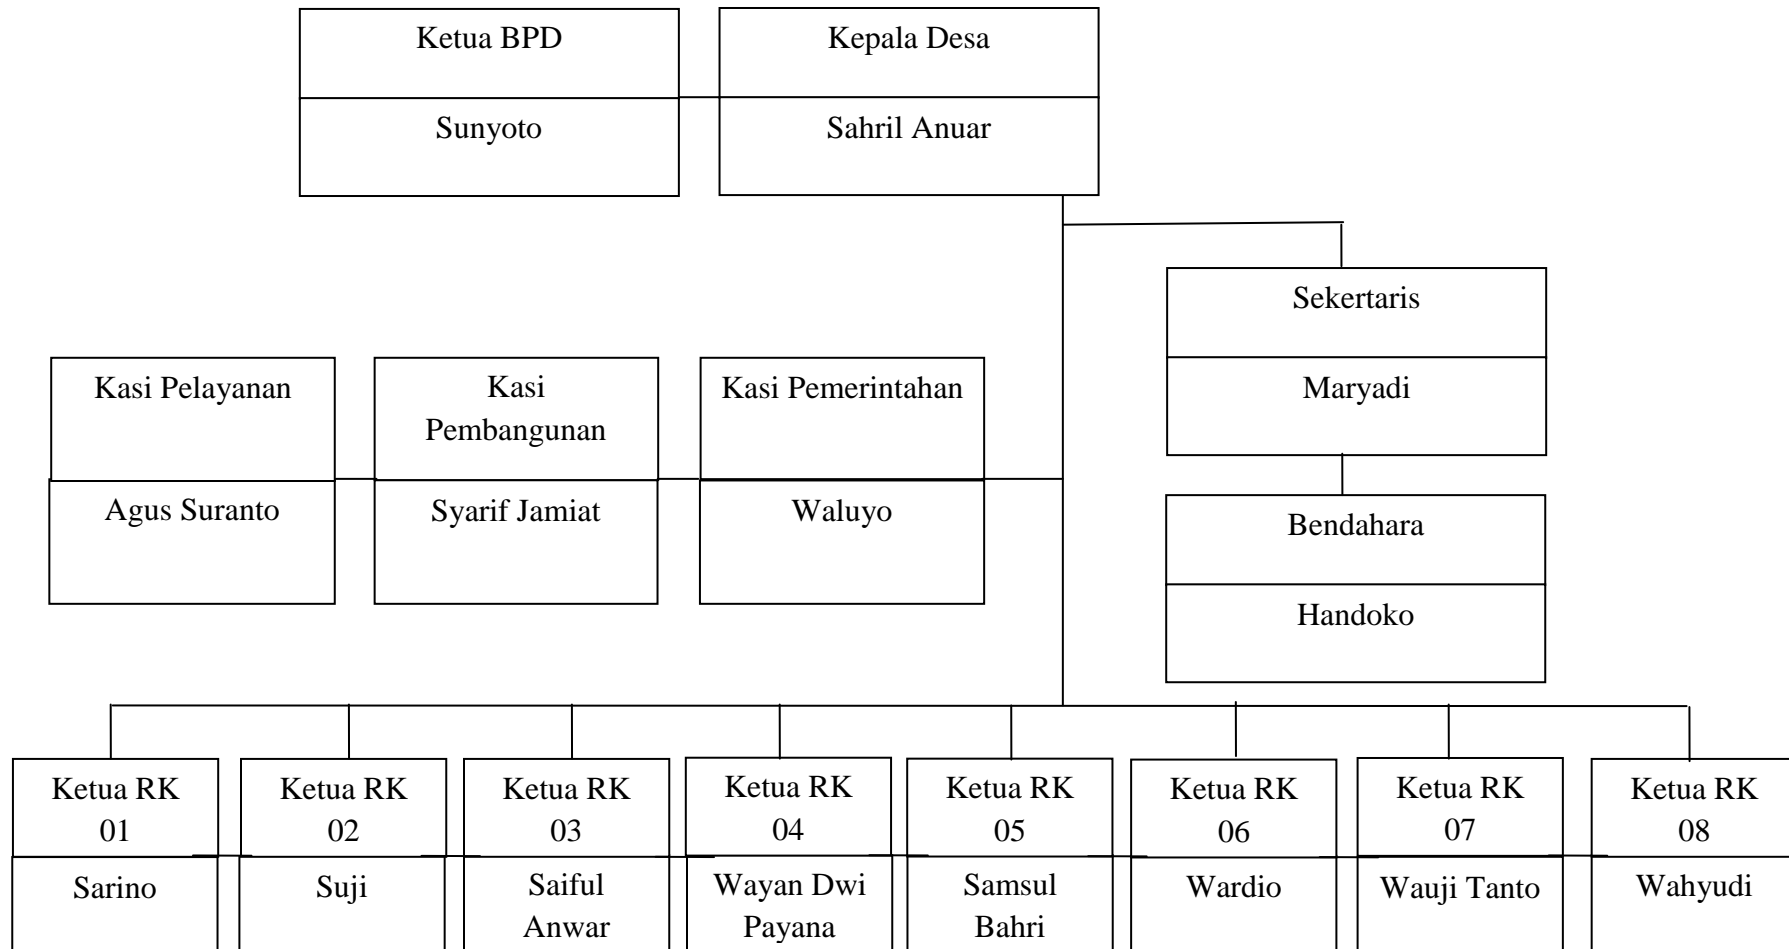 Ketua BPD
Sunyoto
Kepala Desa
Sahril Anuar
Sekertaris
Maryadi
Kasi Pelayanan
Agus Suranto
Kasi
Pembangunan
Syarif Jamiat
Kasi Pemerintahan
Waluyo
Bendahara
Handoko
Ketua RK
01
Sarino
Ketua RK
02
Suji
Ketua RK
03
Saiful
Anwar
Ketua RK
04
Wayan Dwi
Payana
Ketua RK
05
Samsul
Bahri
Ketua RK
06
Wardio
Ketua RK
07
Wauji Tanto
Ketua RK
08
Wahyudi